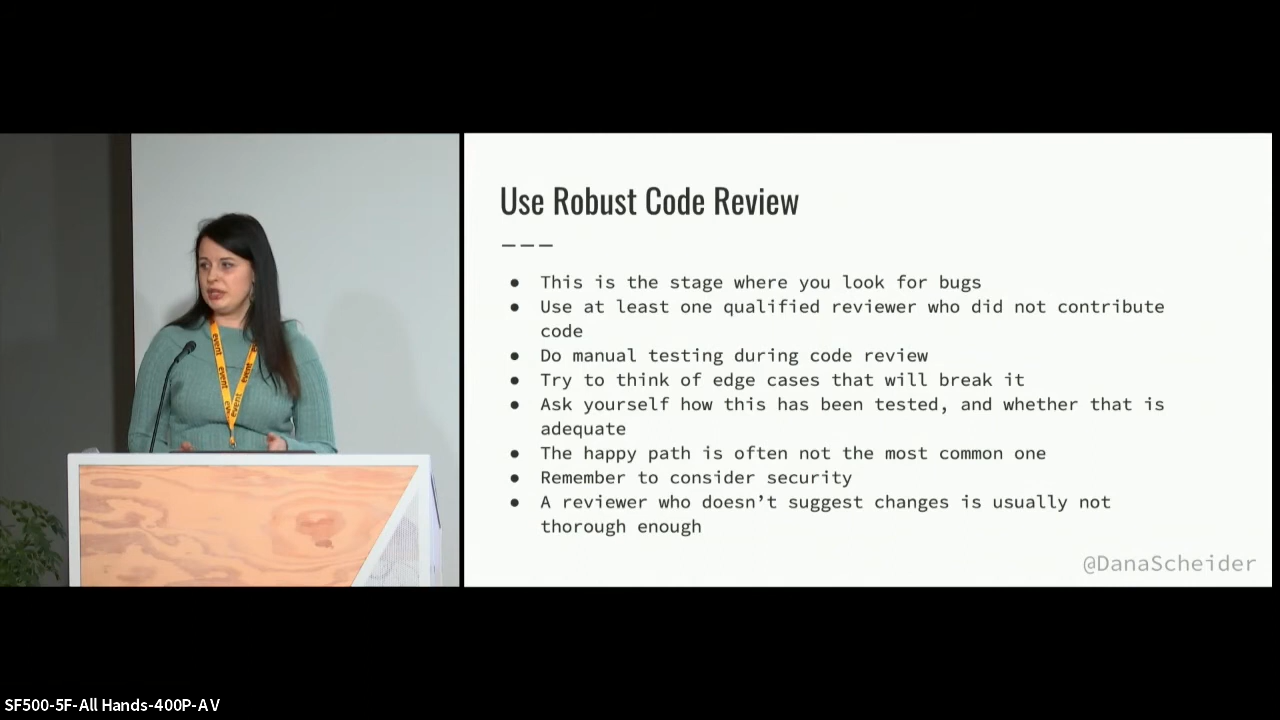 Use Robust Code Review
---
● This is the stage where you look for bugs
● Use at least one qualified reviewer who did not contribute
code
● Do manual testing during code review
● Try to think of edge cases that will break it
● Ask yourself how this has been tested, and whether that is
adequate
● The happy path is often not the most common one
● Remember to consider security
● A reviewer who doesn’t suggest changes is usually not
thorough enough
@DanaScheider
event
event
SF500-5F-All Hands-400P-AV